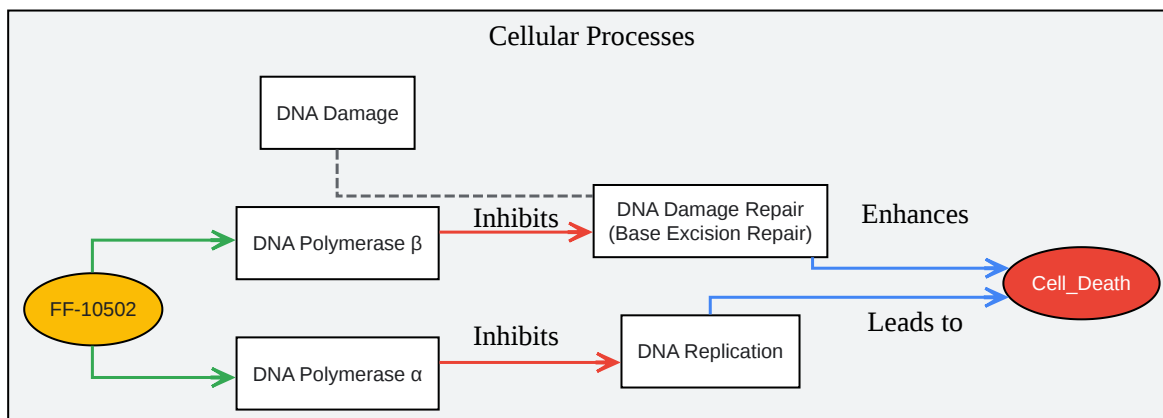 Cellular Processes
DNA Damage
DNA Damage Repair
(Base Excision Repair)
Enhances
Inhibits
DNA Polymerase β
Cell_Death
FF-10502
Leads to
Inhibits
DNA Replication
DNA Polymerase α